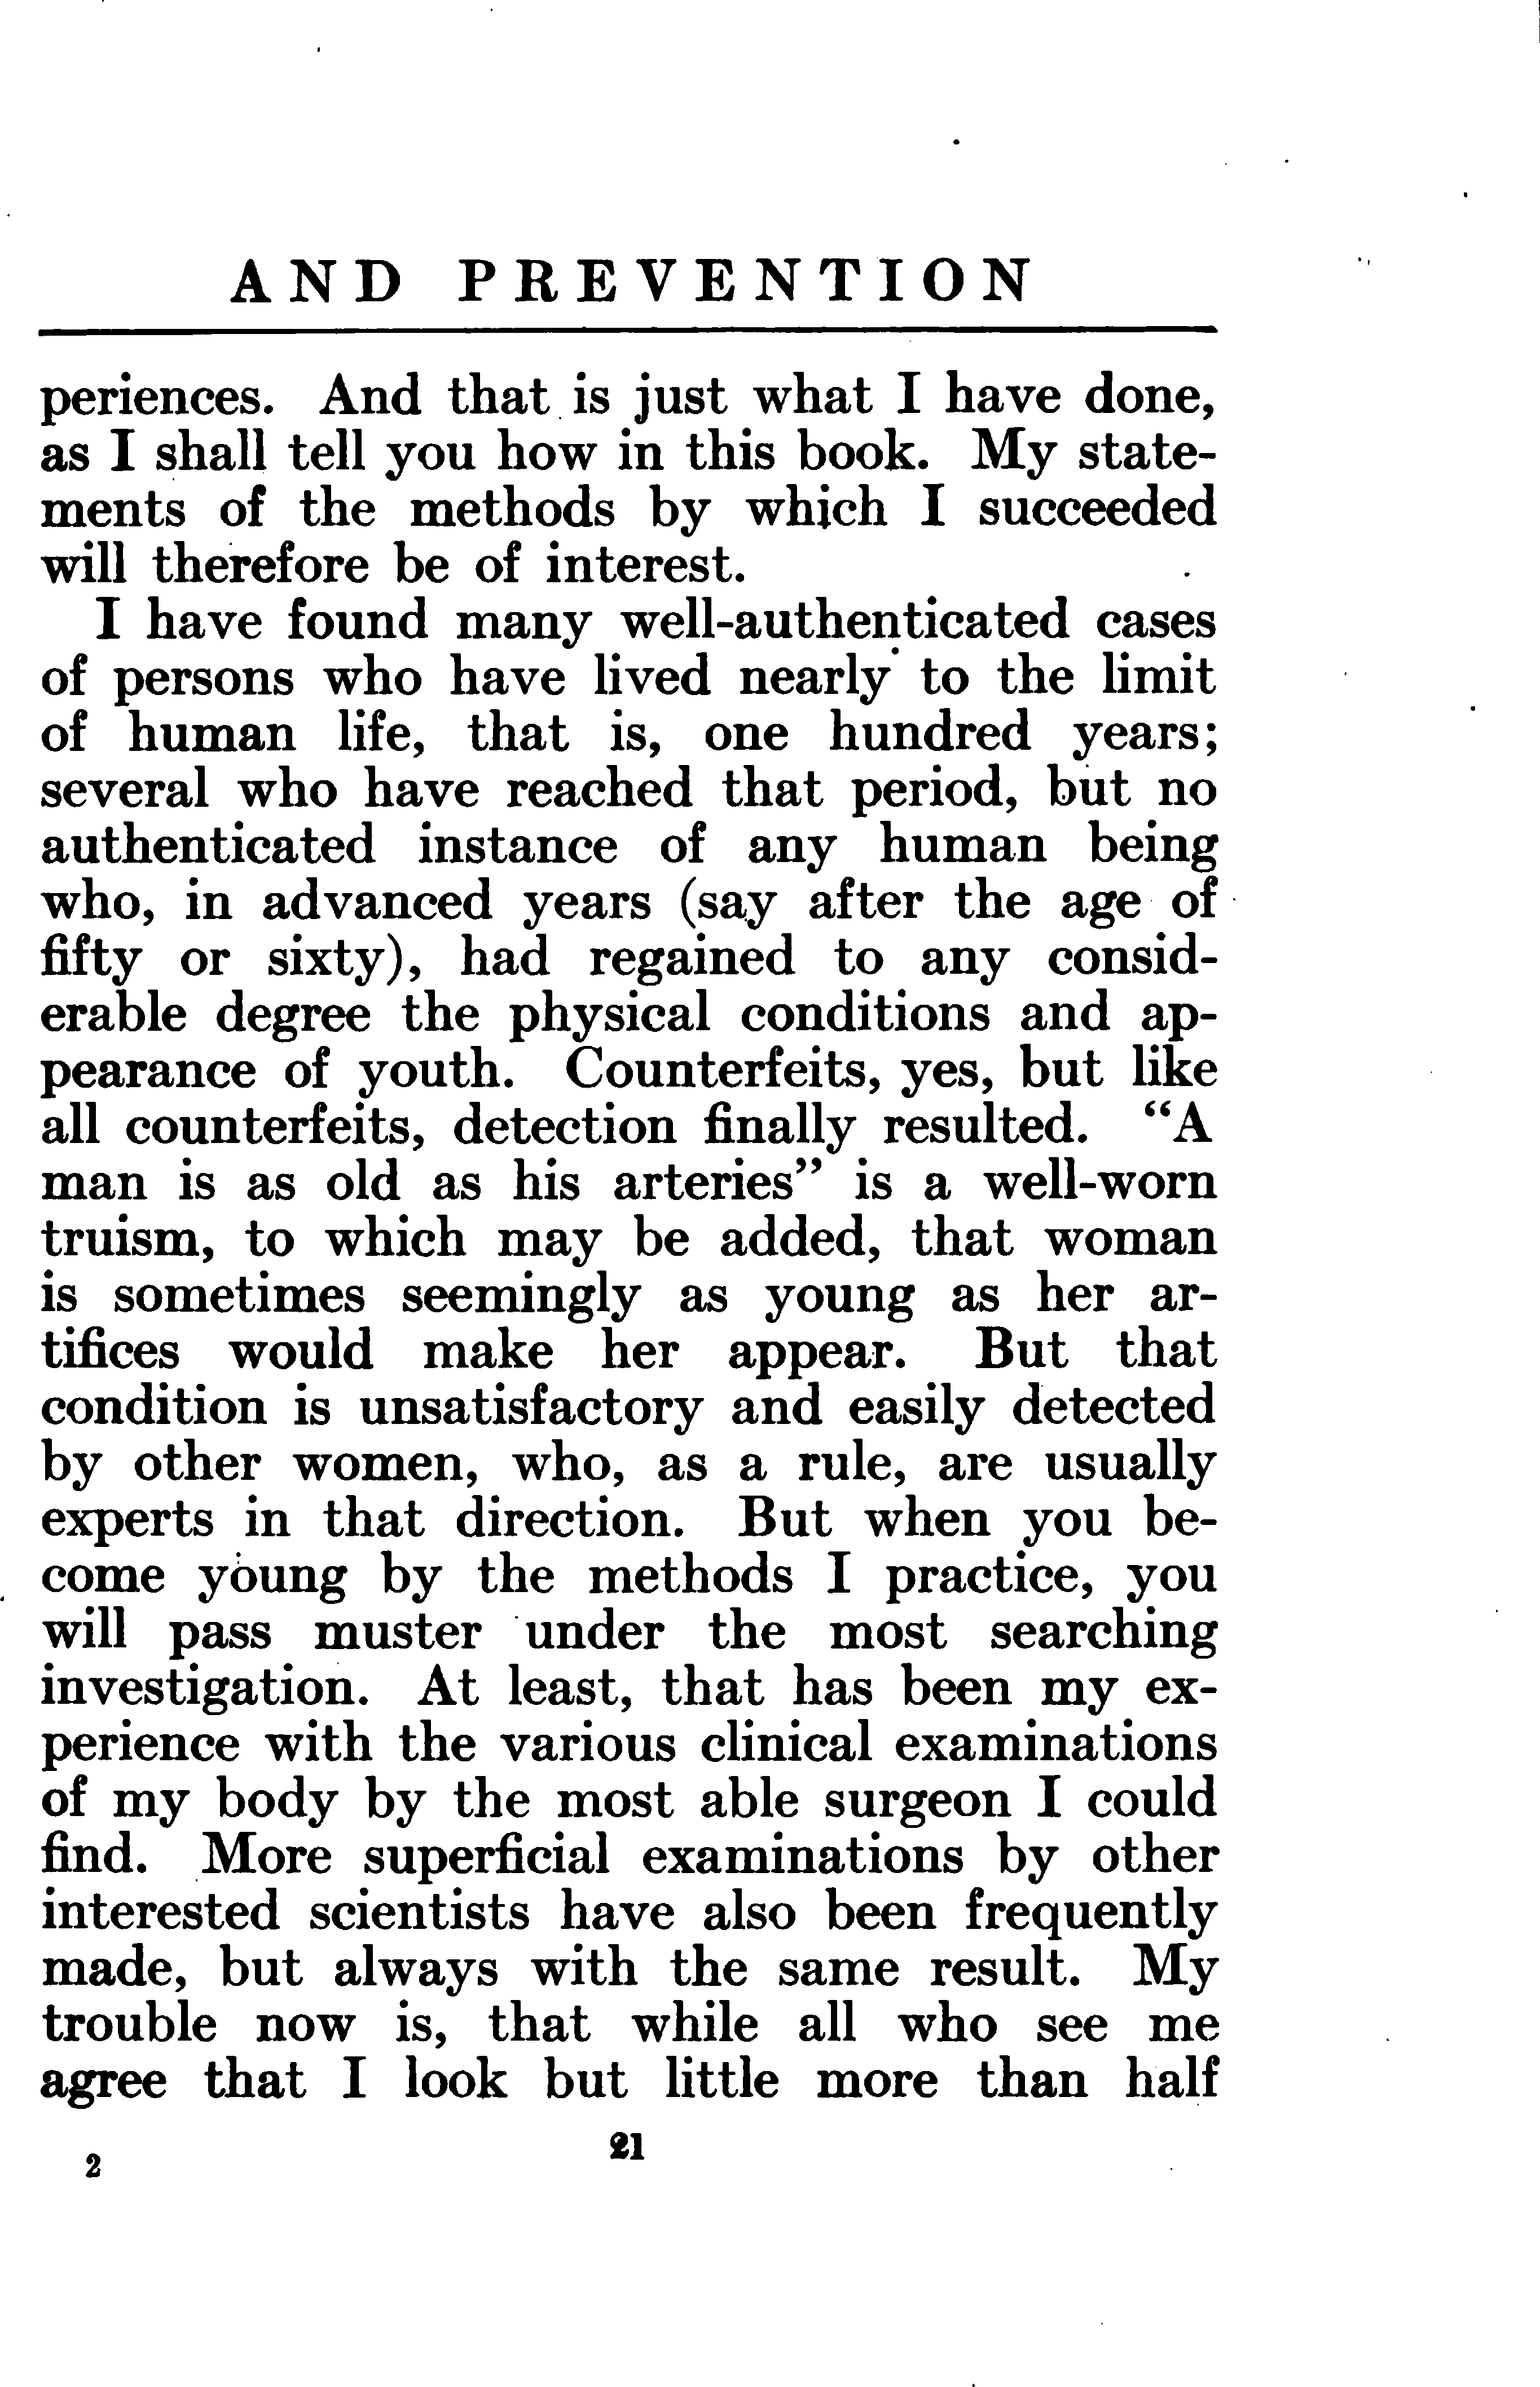 AND PREVENTION
periences. And that is just what I have done,
as I shall tell you how in this book. My state-
ments of the methods by which I succeeded
will therefore be of interest.
I have found many well-authenticated cases
of persons who have lived nearly to the limit
of human life, that is, one hundred years;
several who have reached that period, but no
authenticated instance of any human being
who, in advanced years (say after the age of
fifty or sixty), had regained to any consid-
erable degree the physical conditions and ap-
pearance of youth. Counterfeits, yes, but like
all counterfeits, detection finally resulted. “A
man is as old as his arteries” is a well-worn
truism, to which may be added, that woman
is sometimes seemingly as young as her ar-
tifices would make her appear. But that
condition is unsatisfactory and easily detected
by other women, who, as a rule, are usually
experts in that direction. But when you be-
come young by the methods I practice, you
will pass muster under the most searching
investigation. At least, that has been my ex-
perience with the various clinical examinations
of my body by the most able surgeon I could
find. More superficial examinations by other
interested scientists have also been frequently
made, but always with the same result. My
trouble now is, that while all who see me
agree that I look but little more than half
21
2